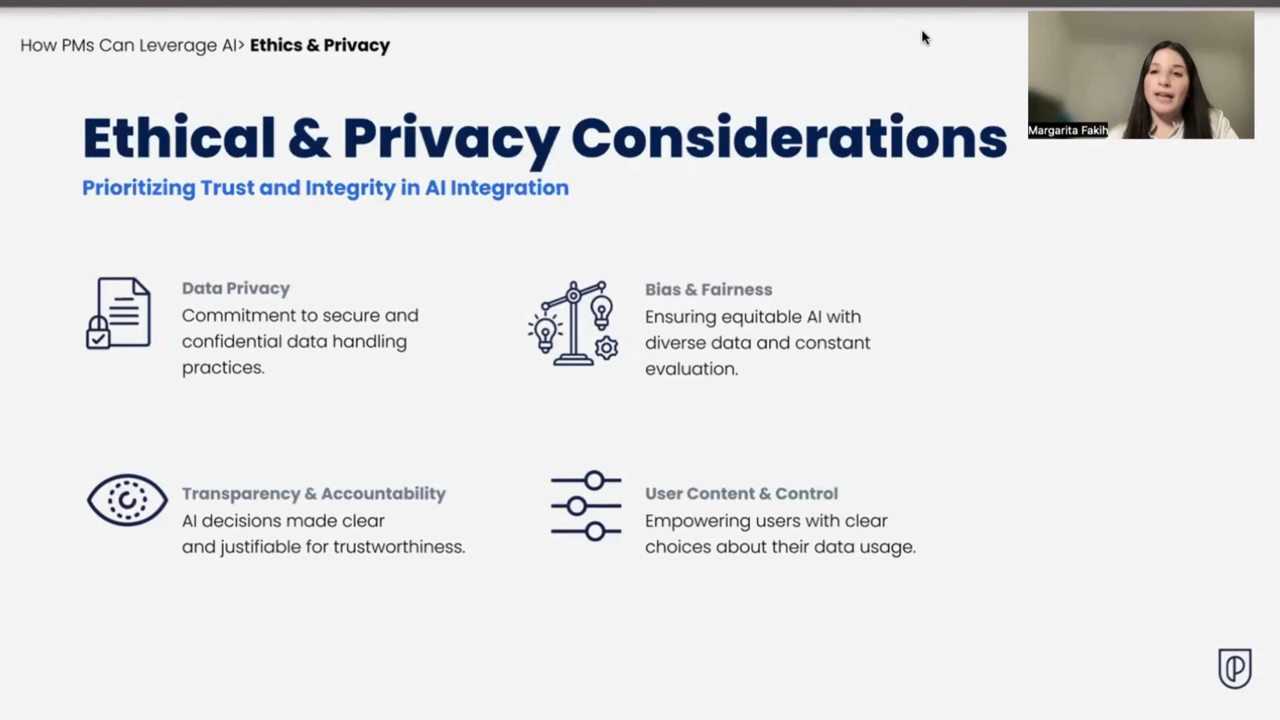 How PMs Can Leverage AI> Ethics & Privacy
Margarita Fakih
Ethical & Privacy Considerations
Prioritizing Trust and Integrity in AI Integration
Data Privacy
Commitment to secure and
confidential data handling
practices.
Bias & Fairness
Ensuring equitable AI with
diverse data and constant
evaluation.
Transparency & Accountability
AI decisions made clear
and justifiable for trustworthiness.
User Content & Control
Empowering users with clear
choices about their data usage.